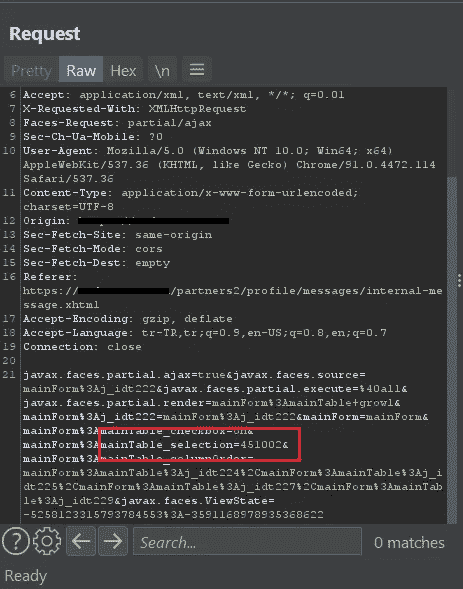 Request
Pretty Raw Hex \n
6 Accept: application/xml, text/xml, */*; q=0.01
7 X-Requested-With: XMLHttpRequest
8 Faces-Request: partial/ajax
9 Sec-Ch-Ua-Mobile: ?0
10 User-Agent: Mozilla/5.0 (Windows NT 10.0; Win64; x64)
AppleWebKit/537.36 (KHTML, like Gecko) Chrome/91.0.4472.114
Safari/537.36
11 Content-Type: application/x-www-form-urlencoded;
charset=UTF-8
12 Origin:
13 Sec-Fetch-Site: same-origin
14 Sec-Fetch-Mode: cors
15 Sec-Fetch-Dest: empty
16 Referer:
https://
/partners2/profile/messages/internal-me
ssage.xhtml
17 Accept-Encoding: gzip, deflate
18 Accept-Language: tr-TR,tr;q=0.9,en-US;q=0.8,en;q=0.7
19 Connection: close
20
21 javax.faces.partial.ajax=true&javax.faces.source=
mainForm%3Aj_idt222&javax.faces.partial.execute=%40all&
javax.faces.partial.render=mainForm%3AmainTable+growl&
mainForm%3Aj_idt222=mainForm%3Aj_idt222&mainForm=mainForm&
mainForm%3AmainTable_checkbox=on&
mainForm%3AmainTable_selection=451002&
mainForm%3AmainTable_columnOrder=
mainForm%3AmainTable%3Aj_idt224%2CmainForm%3AmainTable%3Aj_i
dt225%2CmainForm%3AmainTable%3Aj_idt227%2CmainForm%3AmainTab
le%3Aj_idt229&javax.faces.ViewState=
-5258123315793784553%3A-3591168978935368622
Search...
0 matches
Ready